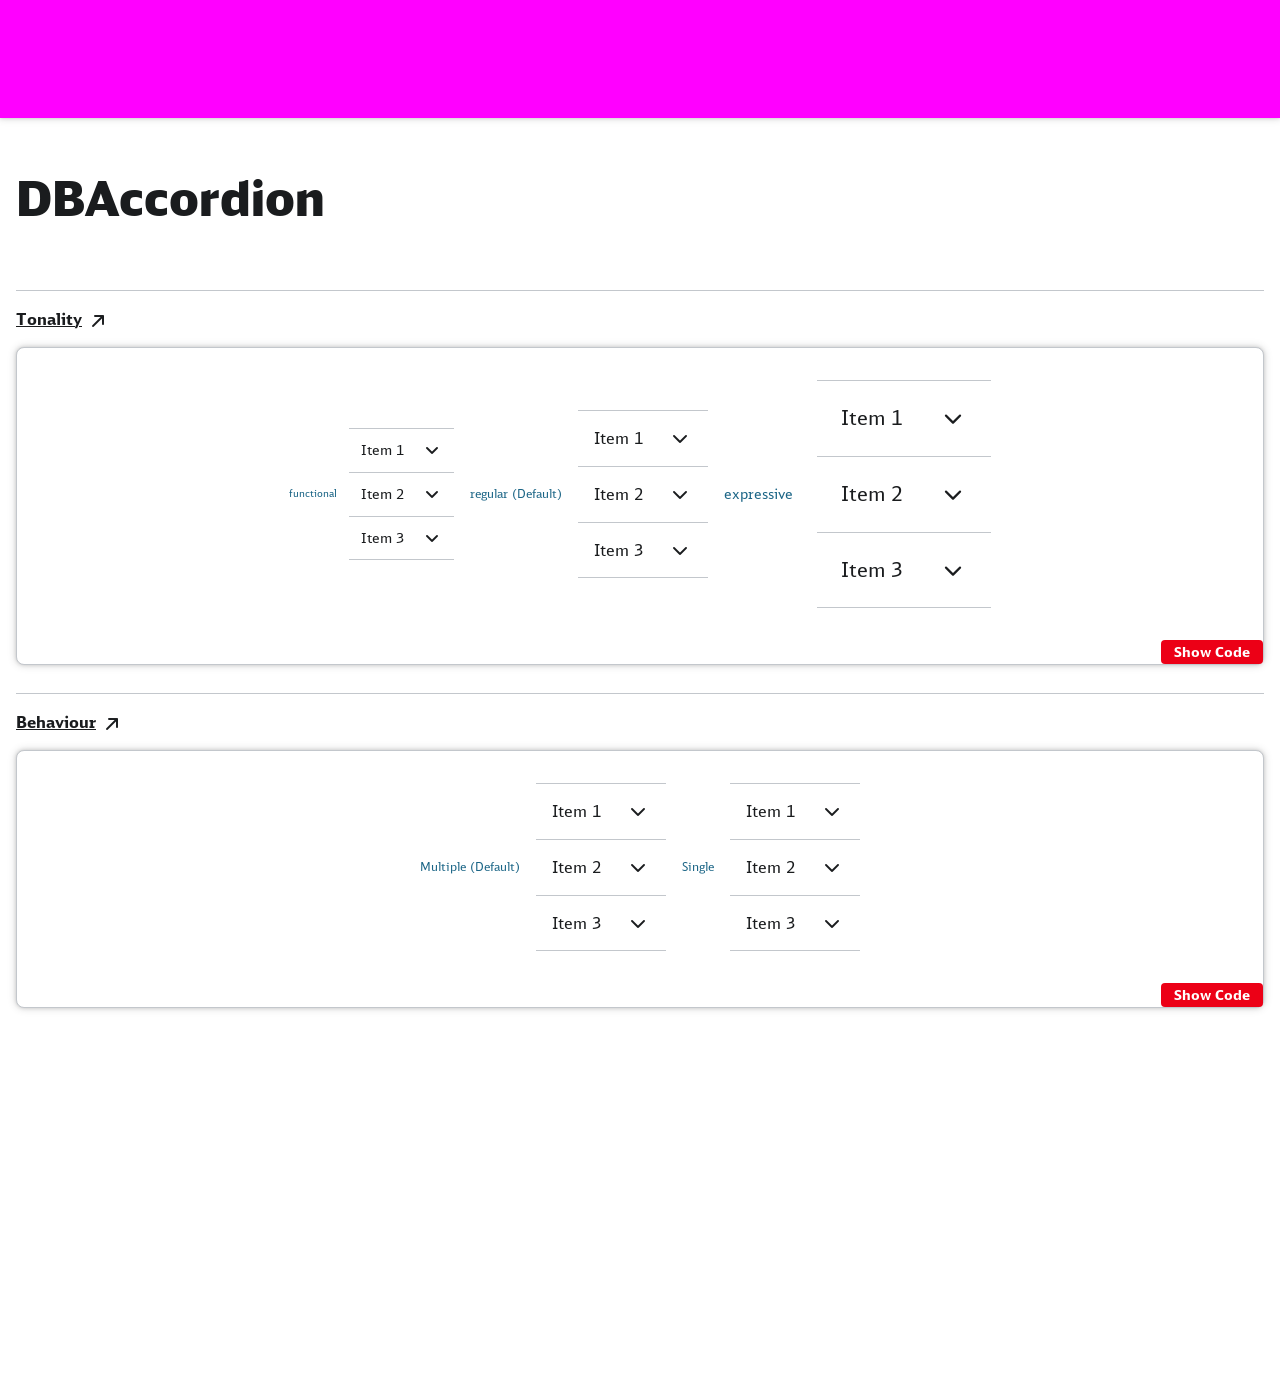 DBAccordion
Tonality
functional
Item 1
Item 2
Item 3
regular (Default)
Item 1
Item 2
Item 3
expressive
Item 1
Item 2
Item 3
Show Code
Behaviour
Multiple (Default)
Item 1
Item 2
Item 3
Single
Item 1
Item 2
Item 3
Show Code